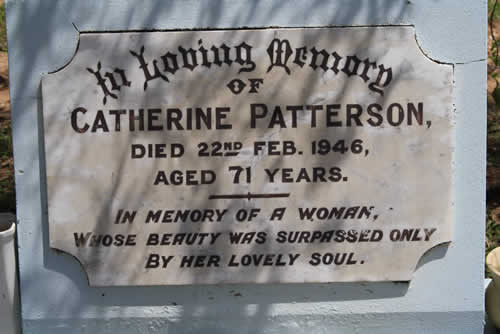 In Loving Memory
OF
CATHERINE PATTERSON,
DIED 22ND FEB. 1946,
AGED 71 YEARS.
IN MEMORY OF A WOMAN,
WHOSE BEAUTY WAS SURPASSED ONLY
BY HER LOVELY SOUL.